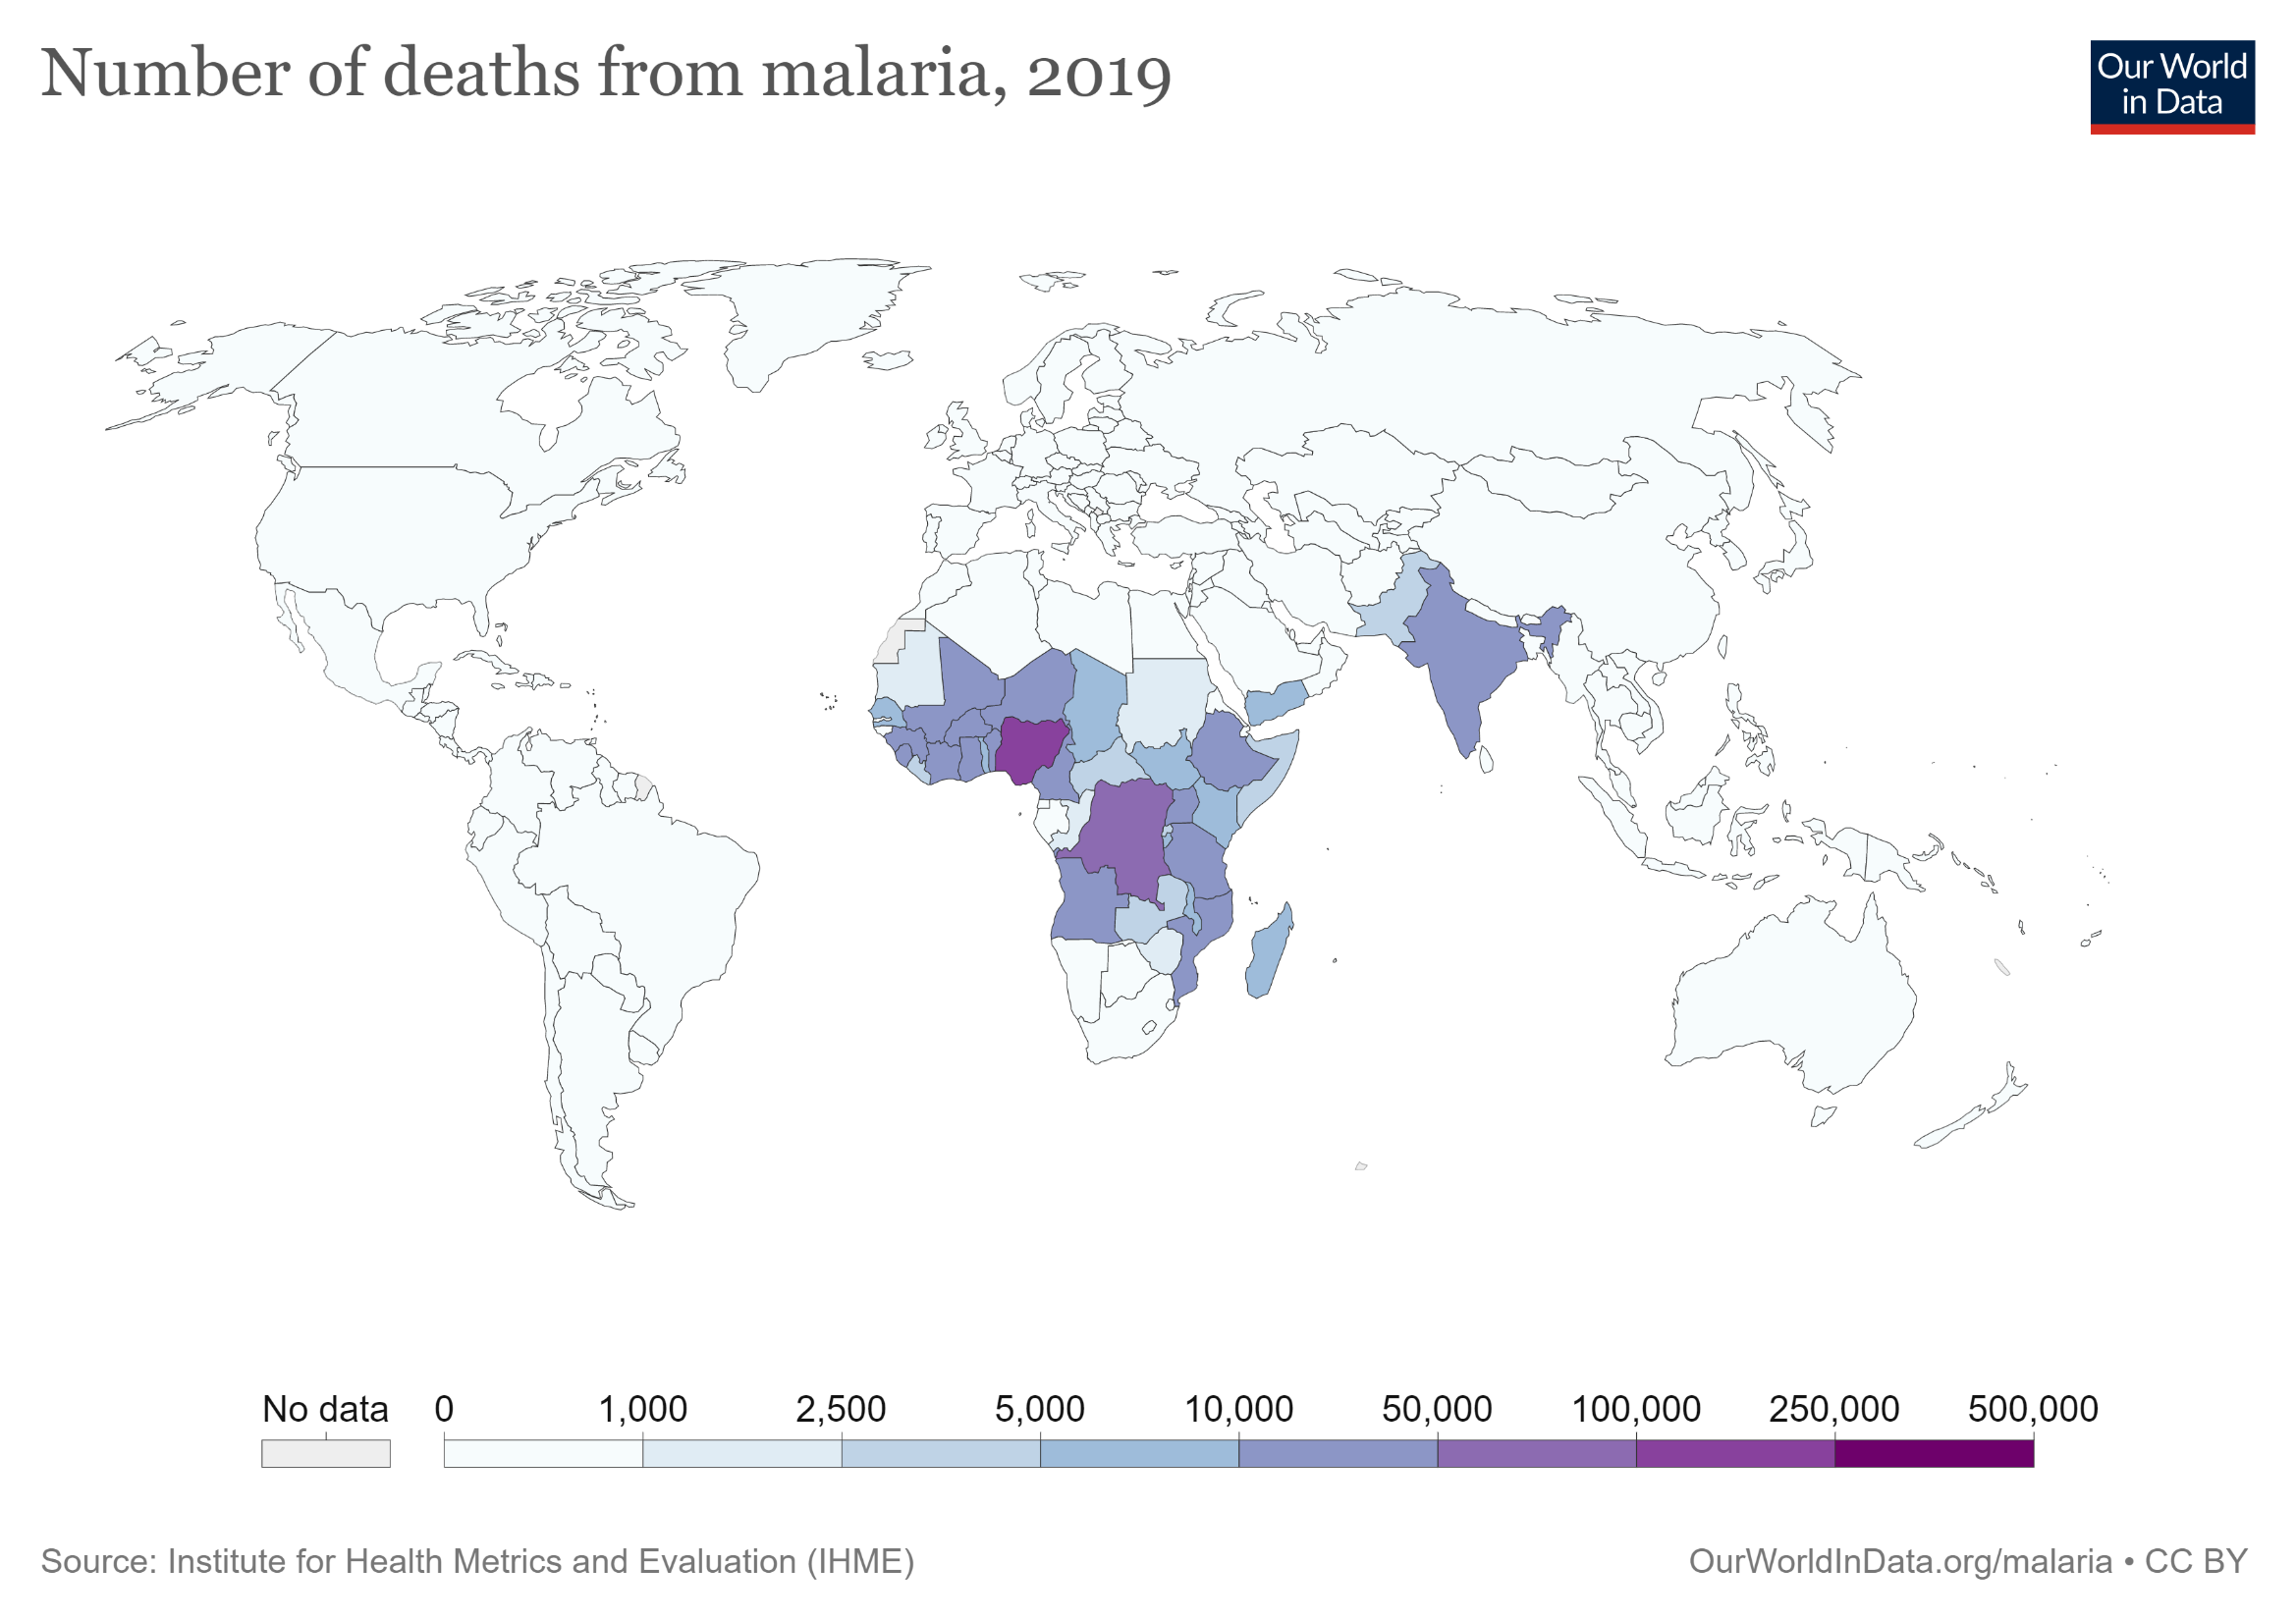 Number of deaths from malaria, 2019
Our World
in Data
No data
0
1,000
2,500
5,000
10,000
50,000
100,000
250,000
500,000
Source: Institute for Health Metrics and Evaluation (IHME)
OurWorldInData.org/malaria • CC BY